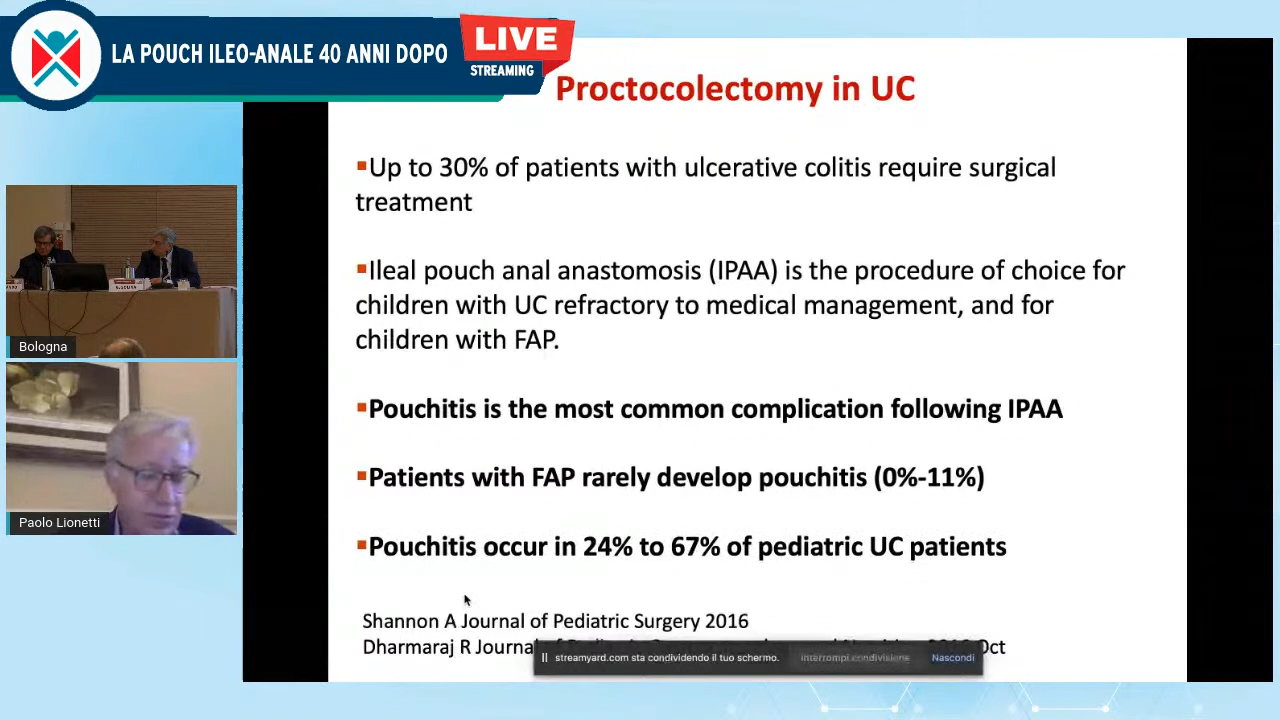 LA POUCH ILEO-ANALE 40 ANNI DOPO
LIVE
STREAMING
Proctocolectomy in UC
▪Up to 30% of patients with ulcerative colitis require surgical
treatment
▪Ileal pouch anal anastomosis (IPAA) is the procedure of choice for
children with UC refractory to medical management, and for
children with FAP.
▪Pouchitis is the most common complication following IPAA
▪Patients with FAP rarely develop pouchitis (0%-11%)
▪Pouchitis occur in 24% to 67% of pediatric UC patients
Shannon A Journal of Pediatric Surgery 2016
Dharmaraj R Journal of Oct
streamyard.com sta condividendo il tuo schermo. Interrompi condivisione Nascondi
Bologna
Paolo Lionetti